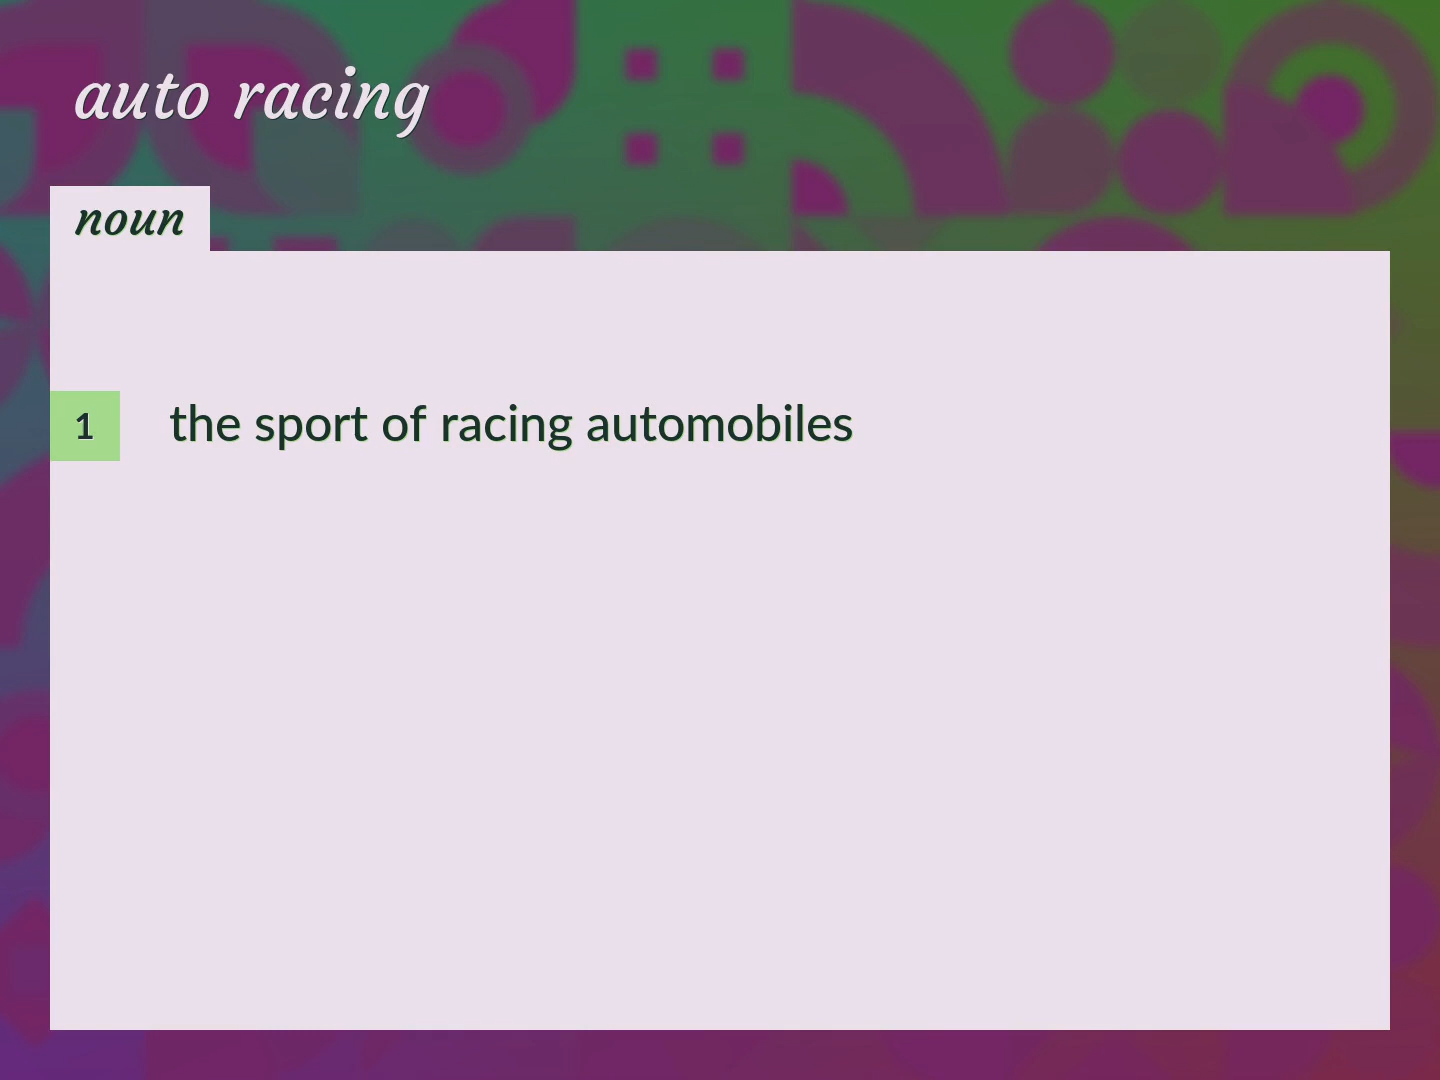 auto racing
noun
1 the sport of racing automobiles